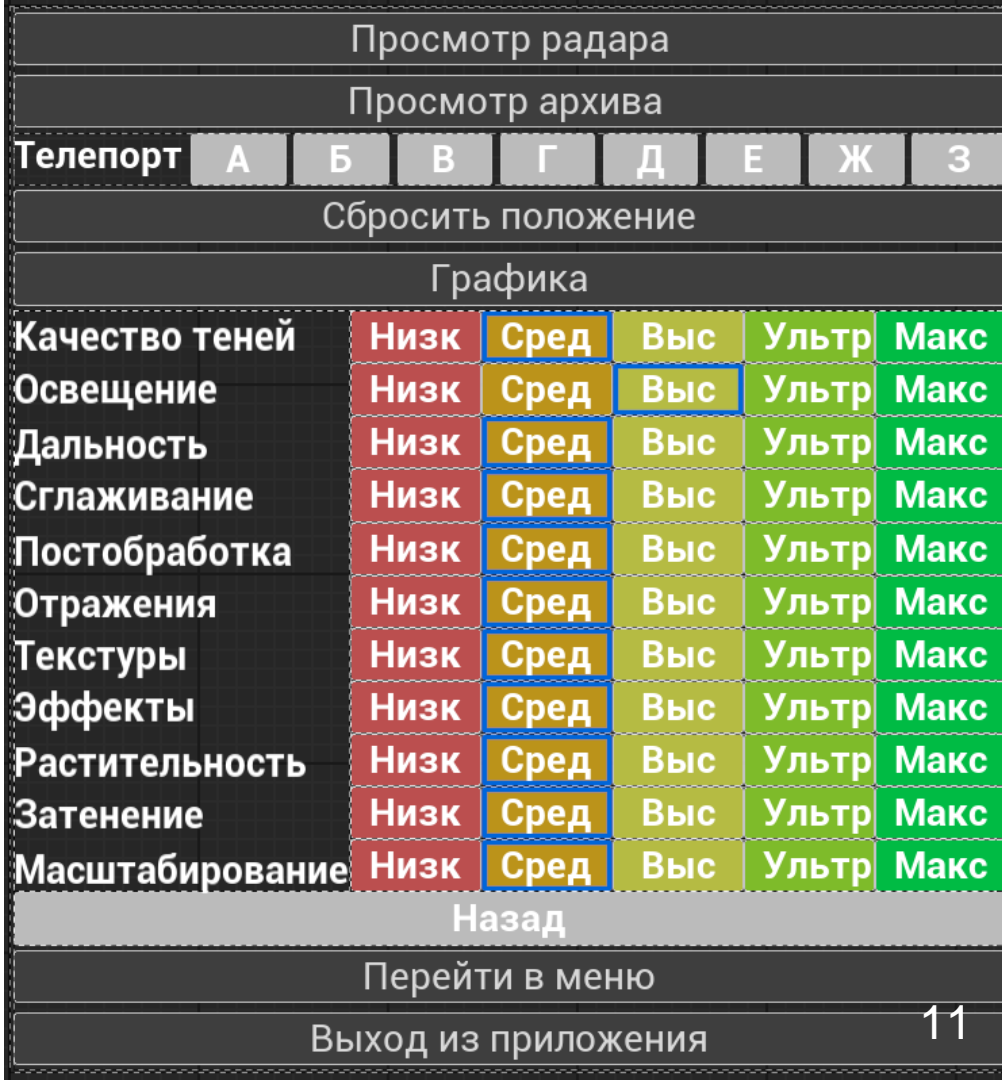 Просмотр радара
Просмотр архива
Телепорт А Б В Г Д Е Ж З
Сбросить положение
Графика
Качество теней Низк Сред Выс Ультр Макс
Освещение Низк Сред Выс Ультр Макс
Дальность Низк Сред Выс Ультр Макс
Сглаживание Низк Сред Выс Ультр Макс
Постобработка Низк Сред Выс Ультр Макс
Отражения Низк Сред Выс Ультр Макс
Текстуры Низк Сред Выс Ультр Макс
Эффекты Низк Сред Выс Ультр Макс
Растительность Низк Сред Выс Ультр Макс
Затенение Низк Сред Выс Ультр Макс
Масштабирование Низк Сред Выс Ультр Макс
Назад
Перейти в меню
11
Выход из приложения